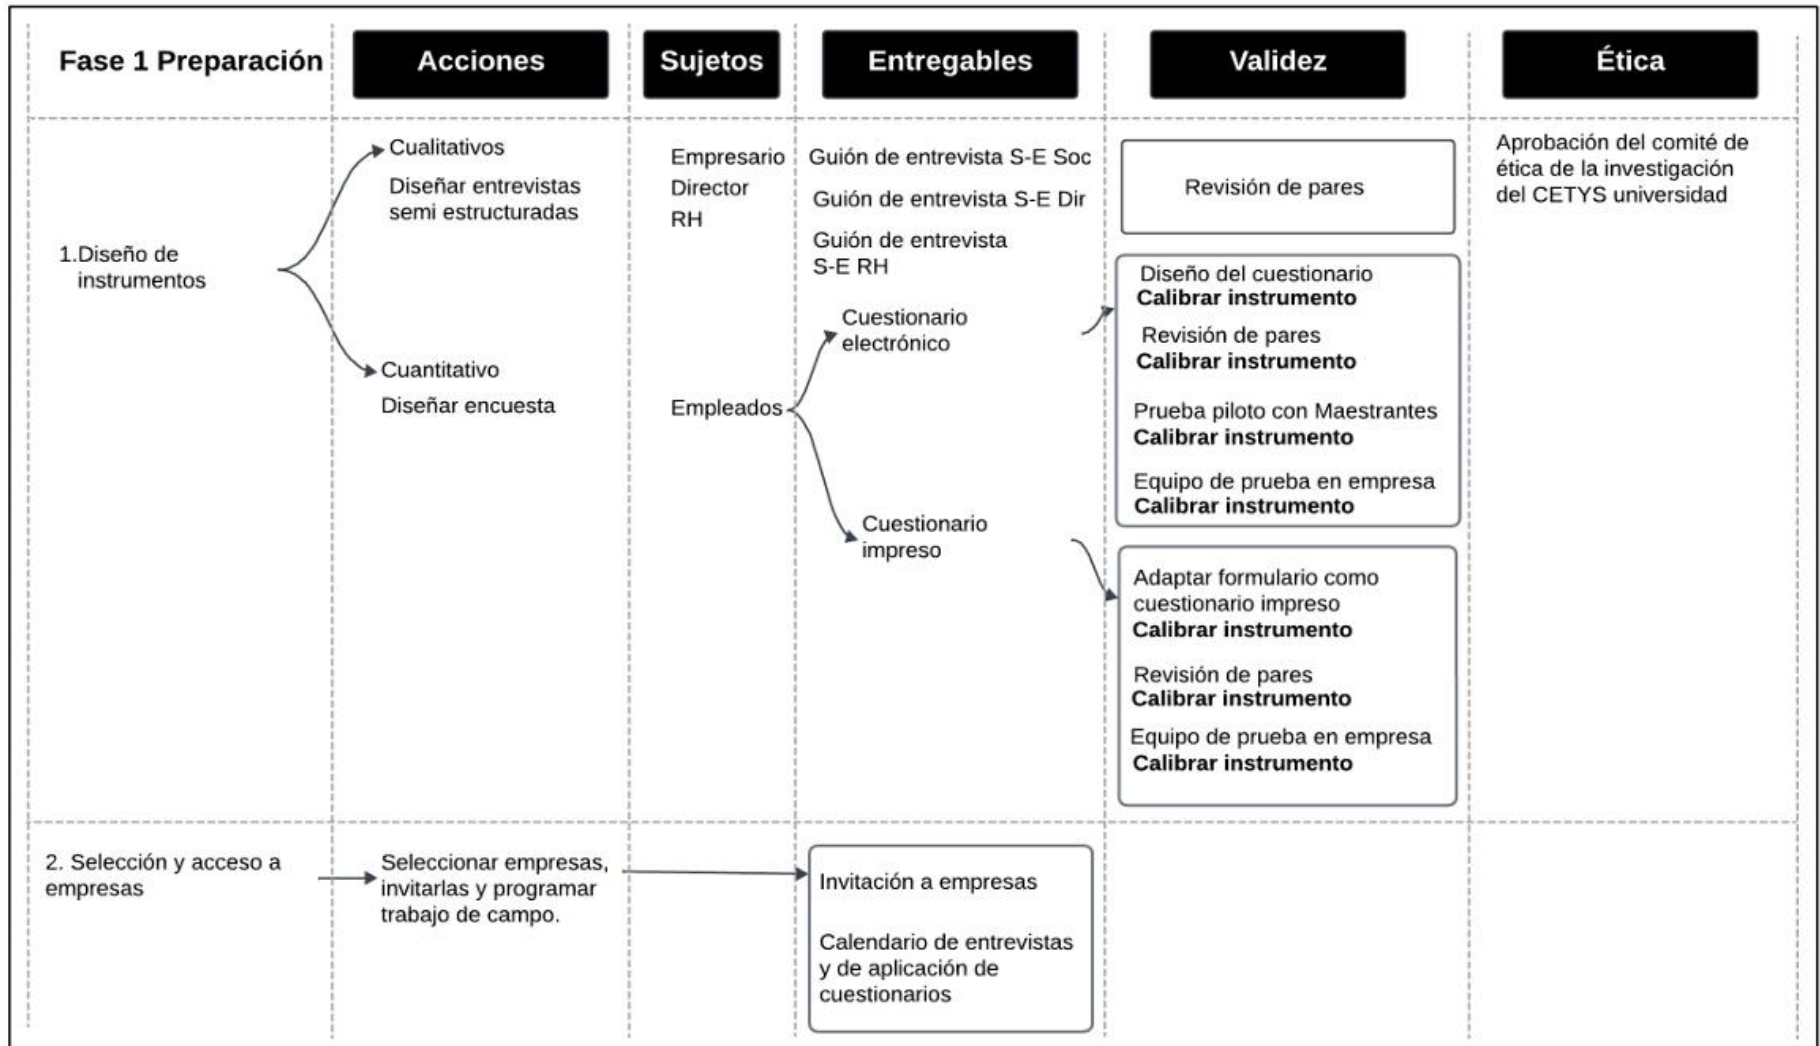 Fase 1 Preparación
Acciones
Sujetos
Entregables
Validez
Ética
1.Diseño de
instrumentos
Cualitativos
Diseñar entrevistas
semi estructuradas
Cuantitativo
Diseñar encuesta
Empresario
Director
RH
Empleados
Guión de entrevista S-E Soc
Guión de entrevista S-E Dir
Guión de entrevista
S-E RH
Cuestionario
electrónico
Cuestionario
impreso
Revisión de pares
Diseño del cuestionario
Calibrar instrumento
Revisión de pares
Calibrar instrumento
Prueba piloto con Maestrantes
Calibrar instrumento
Equipo de prueba en empresa
Calibrar instrumento
Adaptar formulario como
cuestionario impreso
Calibrar instrumento
Revisión de pares
Calibrar instrumento
Equipo de prueba en empresa
Calibrar instrumento
Aprobación del comité de
ética de la investigación
del CETYS universidad
2. Selección y acceso a
empresas
Seleccionar empresas,
invitarlas y programar
trabajo de campo.
Invitación a empresas
Calendario de entrevistas
y de aplicación de
cuestionarios